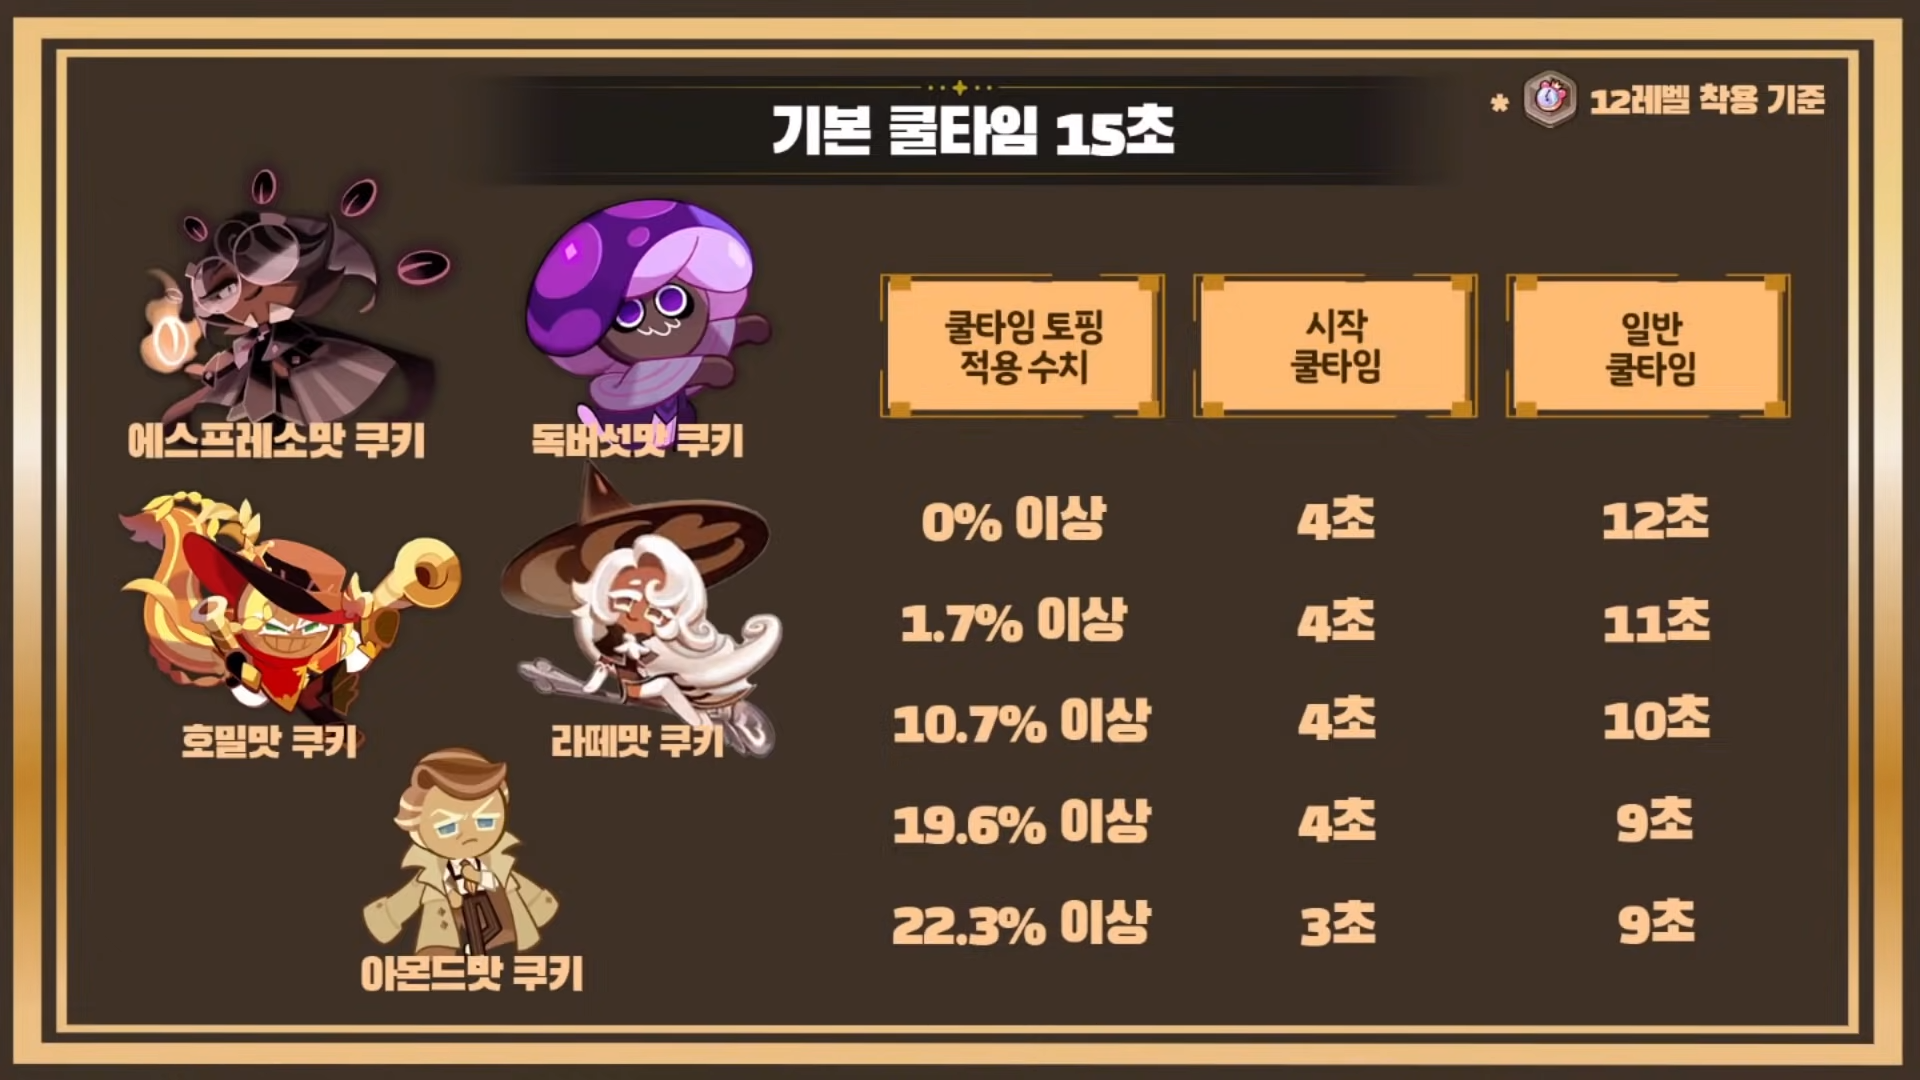 기본 쿨타임 15초
* 12레벨 착용 기준
에스프레소맛 쿠키
독버섯맛 쿠키
호밀맛 쿠키
라떼맛 쿠키
아몬드맛 쿠키
쿨타임 토핑
적용 수치
시작
쿨타임
일반
쿨타임
0% 이상 4초 12초
1.7% 이상 4초 11초
10.7% 이상 4초 10초
19.6% 이상 4초 9초
22.3% 이상 3초 9초